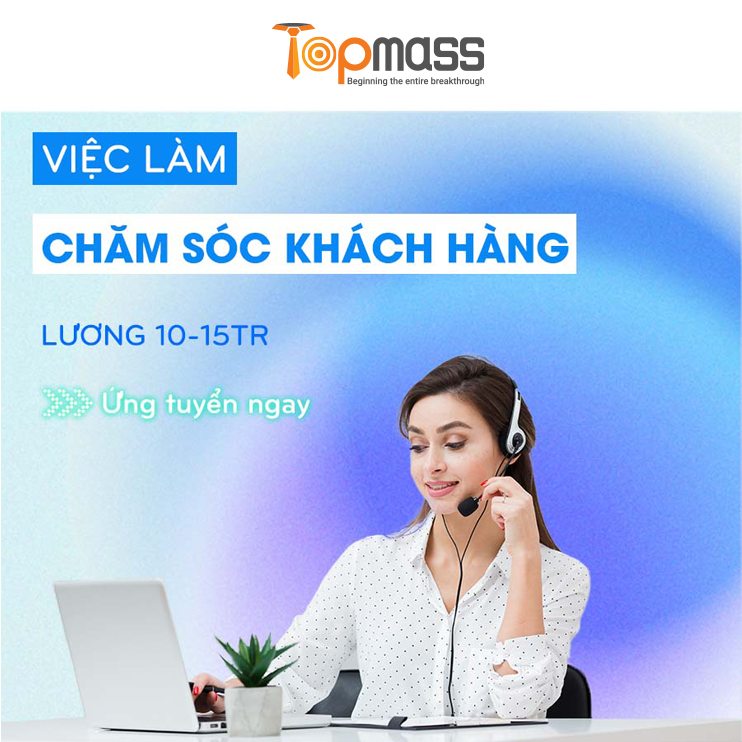 Topmass
Beginning the entire breakthrough
VIỆC LÀM
CHĂM SÓC KHÁCH HÀNG
LƯƠNG 10-15TR
Ứng tuyển ngay